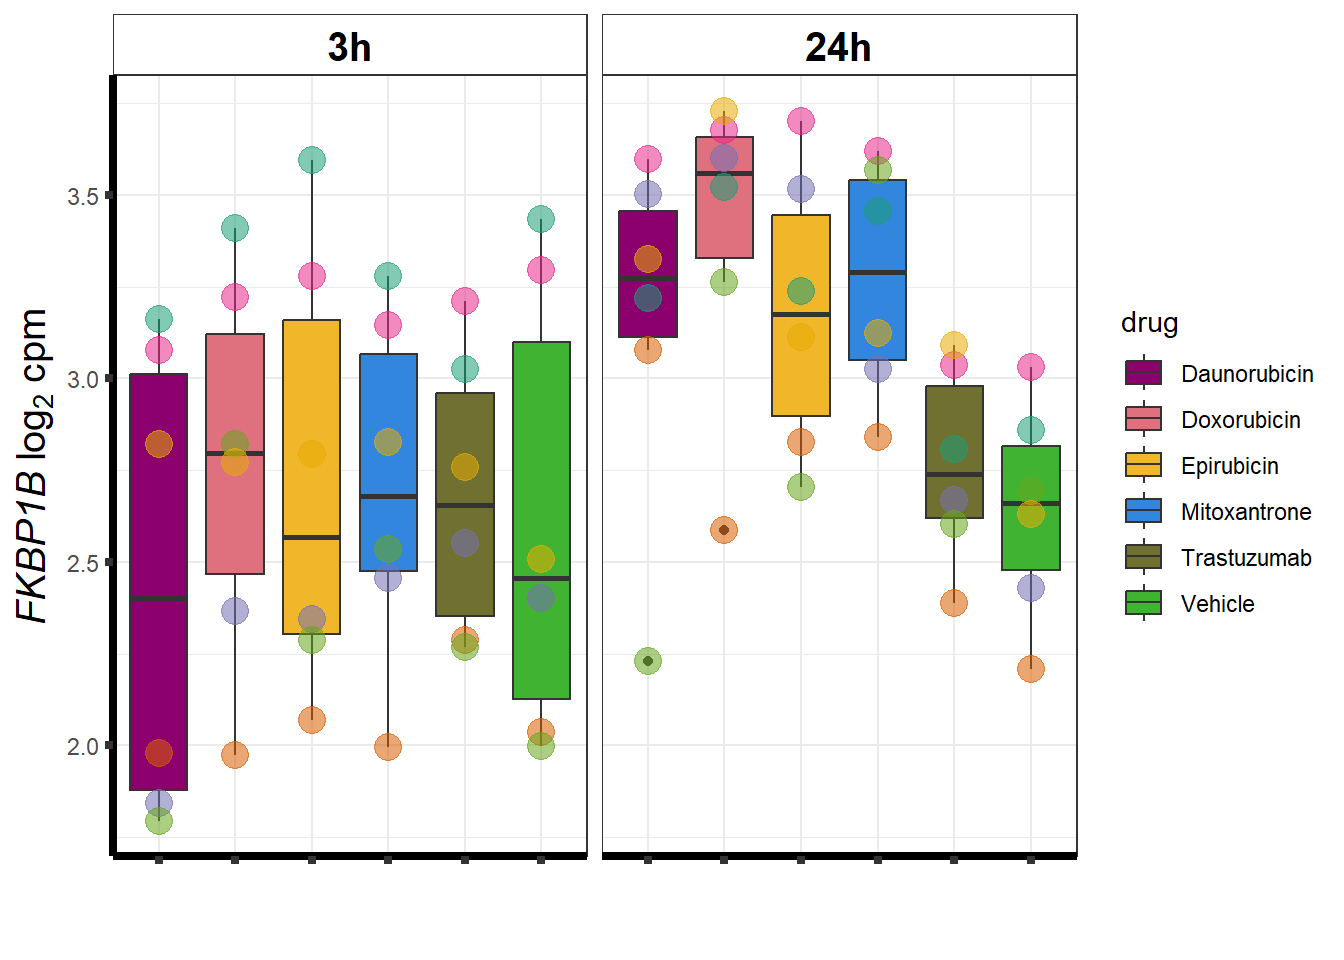 3h
24h
FKBP1B log2 cpm
3.5
3.0
2.5
2.0
drug
Daunorubicin
Doxorubicin
Epirubicin
Mitoxantrone
Trastuzumab
Vehicle